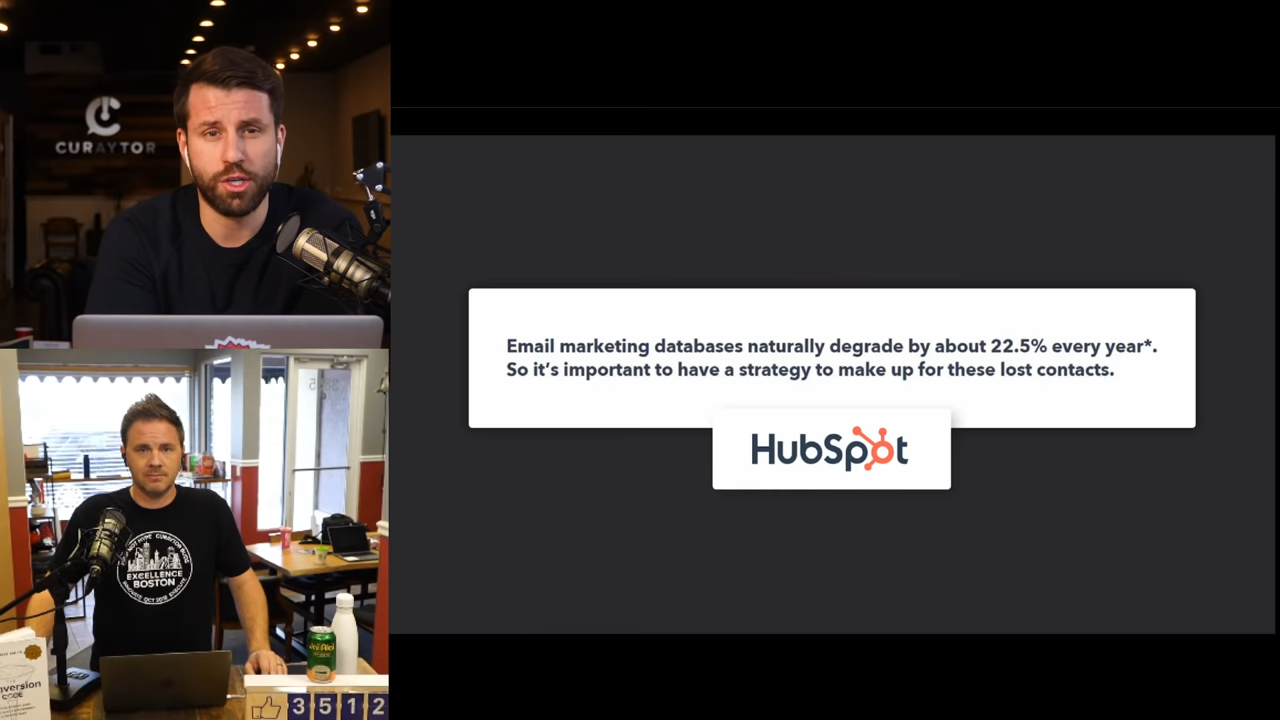 CURAYTOR
Email marketing databases naturally degrade by about 22.5% every year*.
So it's important to have a strategy to make up for these lost contacts.
HubSpot
EXCELLENCE
BOSTON
CODE
3512